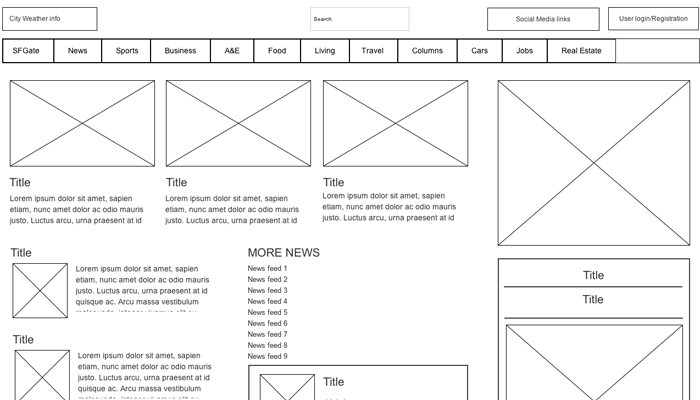 City Weather info
Search
Social Media links
User login/Registration
SFGate News Sports Business A&E Food Living Travel Columns Cars Jobs Real Estate
Title
Lorem ipsum dolor sit amet, sapien
etiam, nunc amet dolor ac odio mauris
justo. Luctus arcu, urna praesent at id
Title
Lorem ipsum dolor sit amet, sapien
etiam, nunc amet dolor ac odio mauris
justo. Luctus arcu, urna praesent at id
Title
Lorem ipsum dolor sit amet, sapien
etiam, nunc amet dolor ac odio mauris
justo. Luctus arcu, urna praesent at id
Title
Lorem ipsum dolor sit amet, sapien
etiam, nunc amet dolor ac odio mauris
justo. Luctus arcu, urna praesent at id
quisque ac. Arcu massa vestibulum
Title
Lorem ipsum dolor sit amet, sapien
etiam, nunc amet dolor ac odio mauris
justo. Luctus arcu, urna praesent at id
quisque ac. Arcu massa vestibulum
MORE NEWS
News feed 1
News feed 2
News feed 3
News feed 4
News feed 5
News feed 6
News feed 7
News feed 8
News feed 9
Title
Title
Title